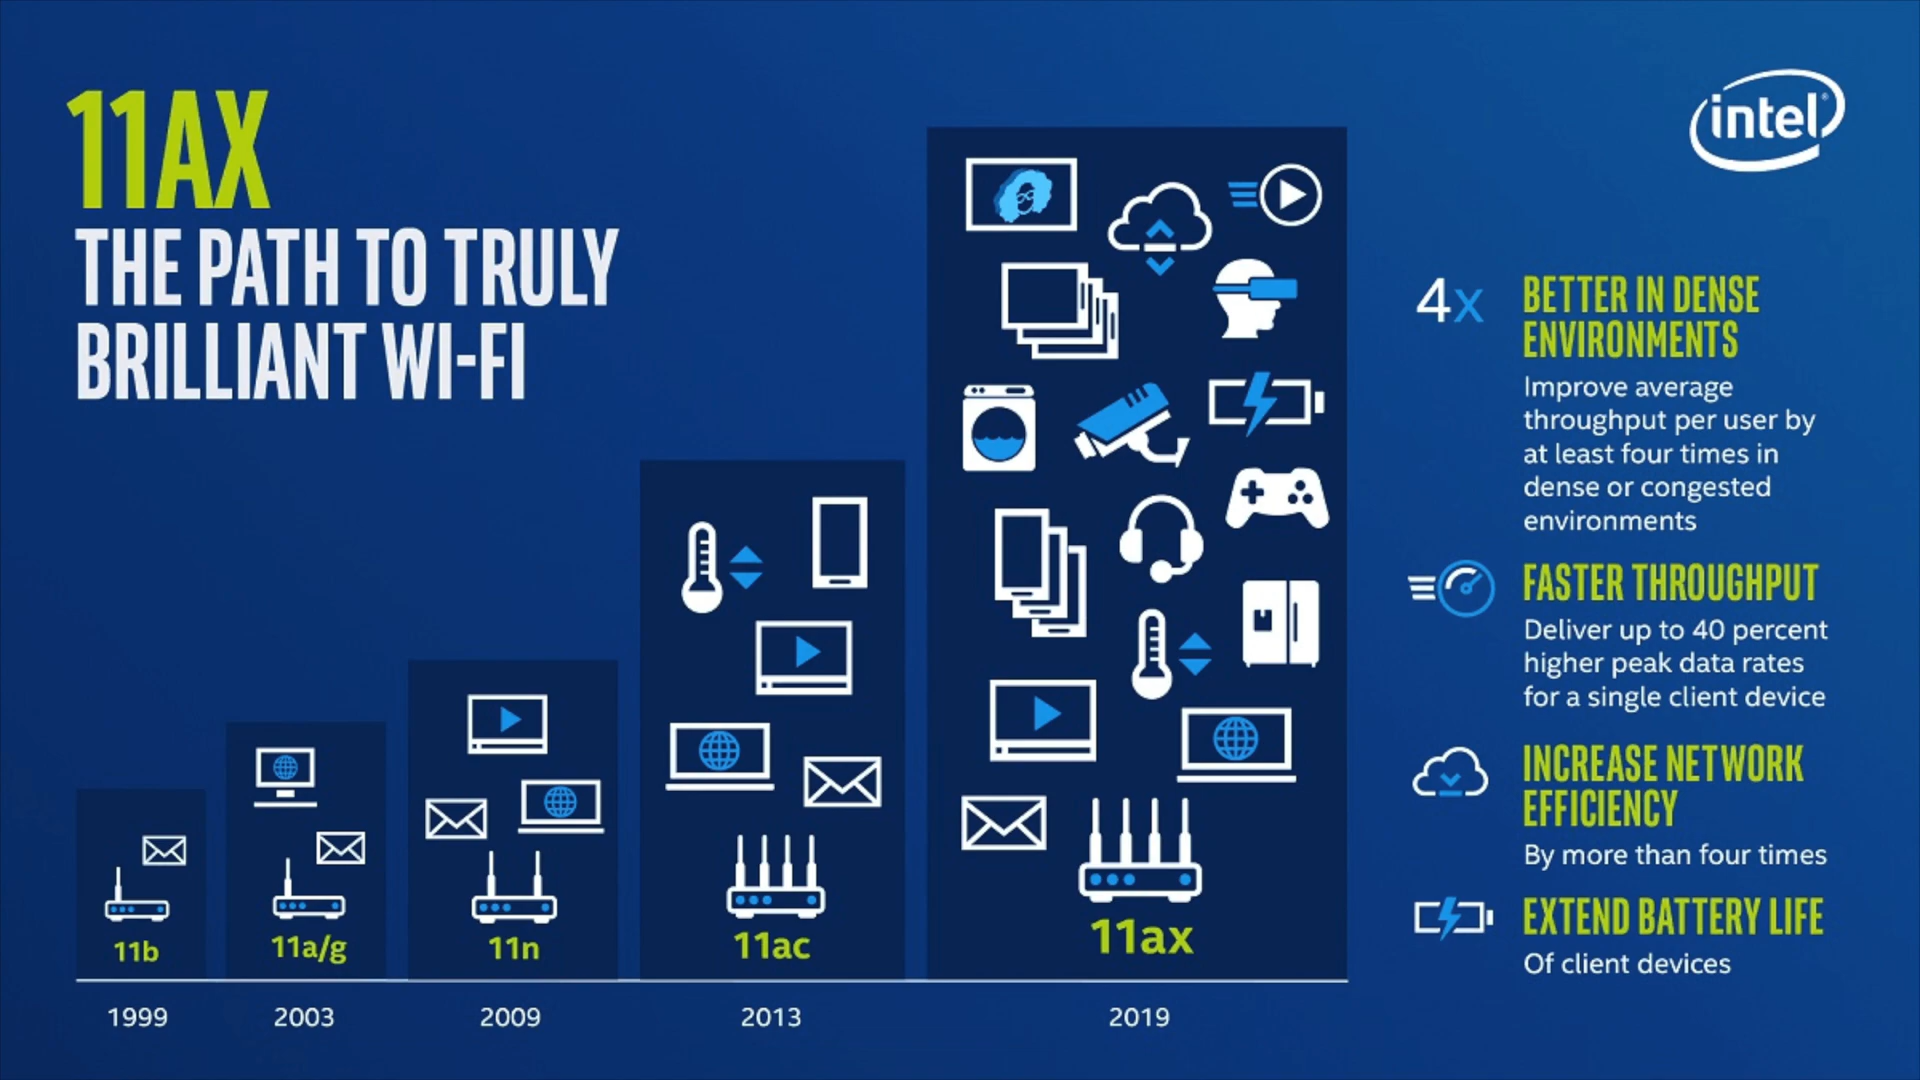 11AX
THE PATH TO TRULY
BRILLIANT WI-FI
intel®
11b
11a/g
11n
11ac
11ax
1999
2003
2009
2013
2019
4x
BETTER IN DENSE
ENVIRONMENTS
Improve average
throughput per user by
at least four times in
dense or congested
environments
FASTER THROUGHPUT
Deliver up to 40 percent
higher peak data rates
for a single client device
INCREASE NETWORK
EFFICIENCY
By more than four times
EXTEND BATTERY LIFE
Of client devices